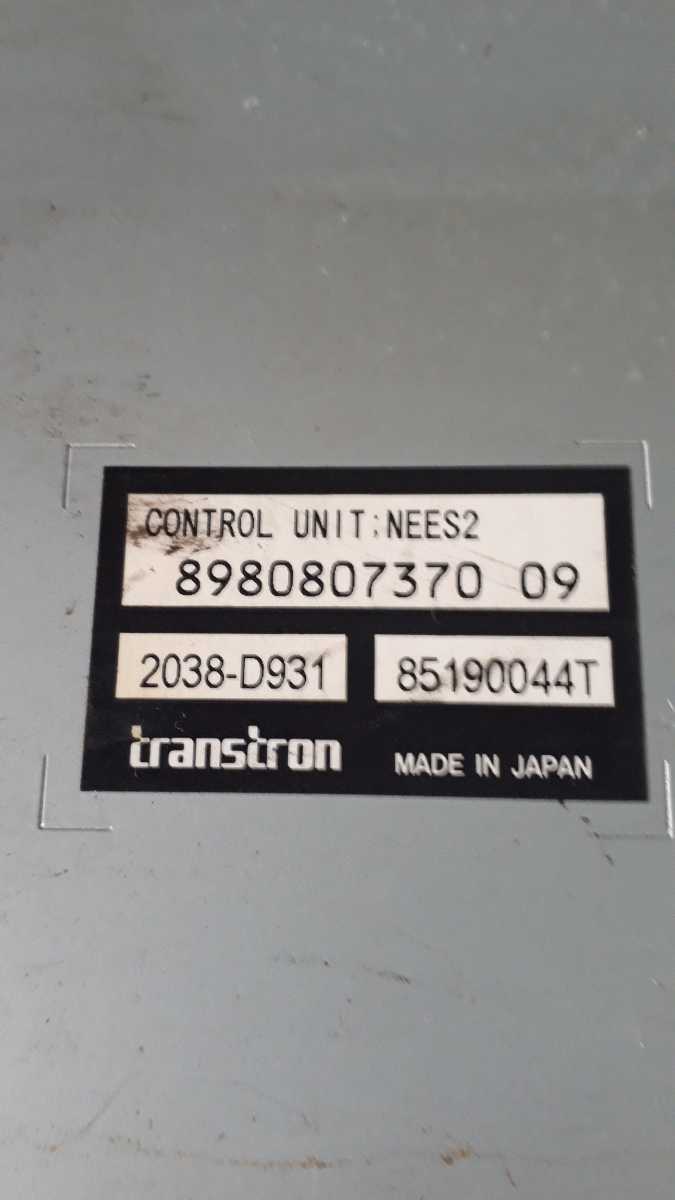 CONTROL UNIT:NEES2
8980807370 09
2038-D931 85190044T
transtron MADE IN JAPAN